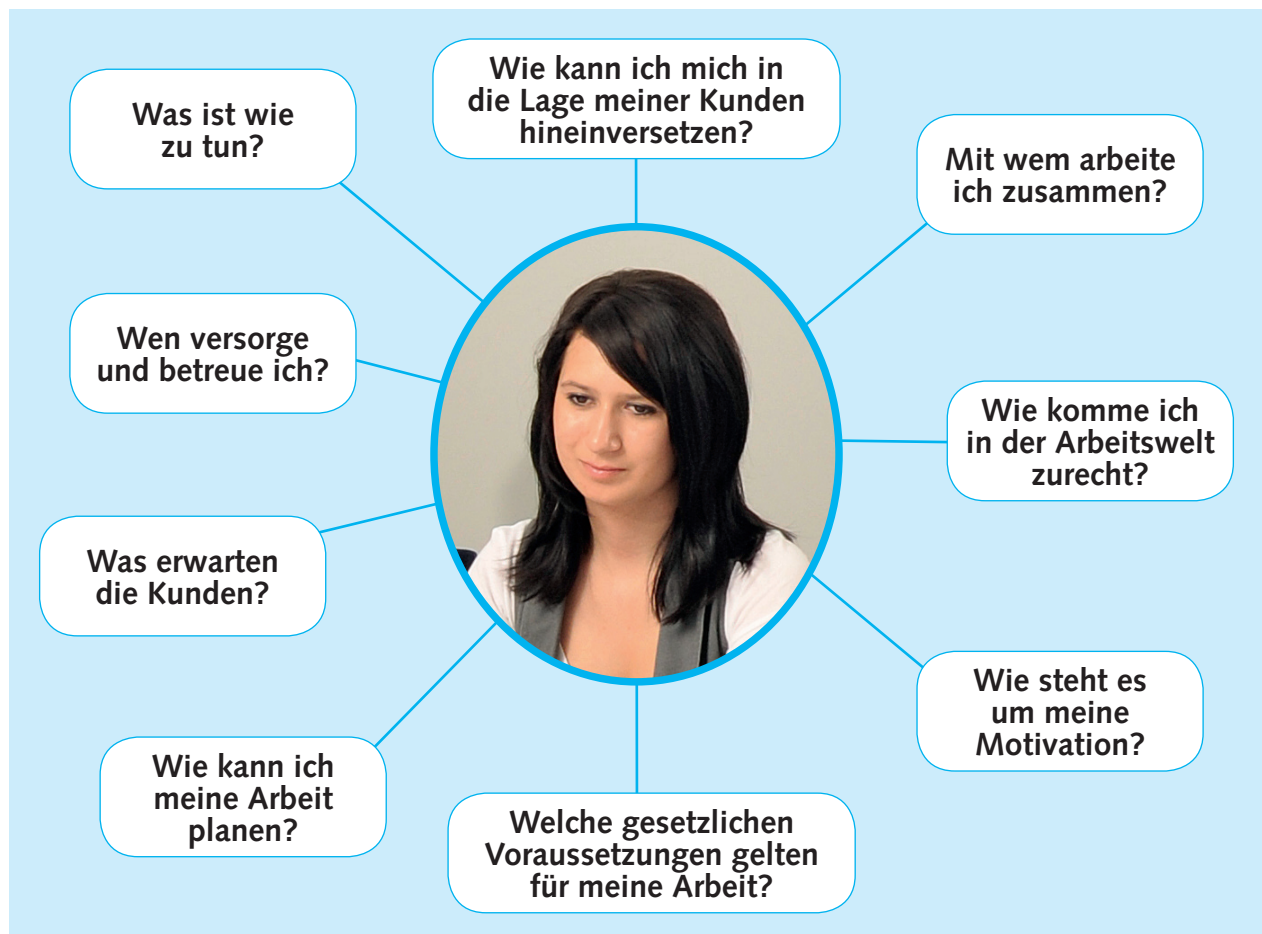 Was ist wie
zu tun?
Wie kann ich mich in
die Lage meiner Kunden
hineinversetzen?
Mit wem arbeite
ich zusammen?
Wen versorge
und betreue ich?
Wie komme ich
in der Arbeitswelt
zurecht?
Was erwarten
die Kunden?
Wie steht es
um meine
Motivation?
Wie kann ich
meine Arbeit
planen?
Welche gesetzlichen
Voraussetzungen gelten
für meine Arbeit?